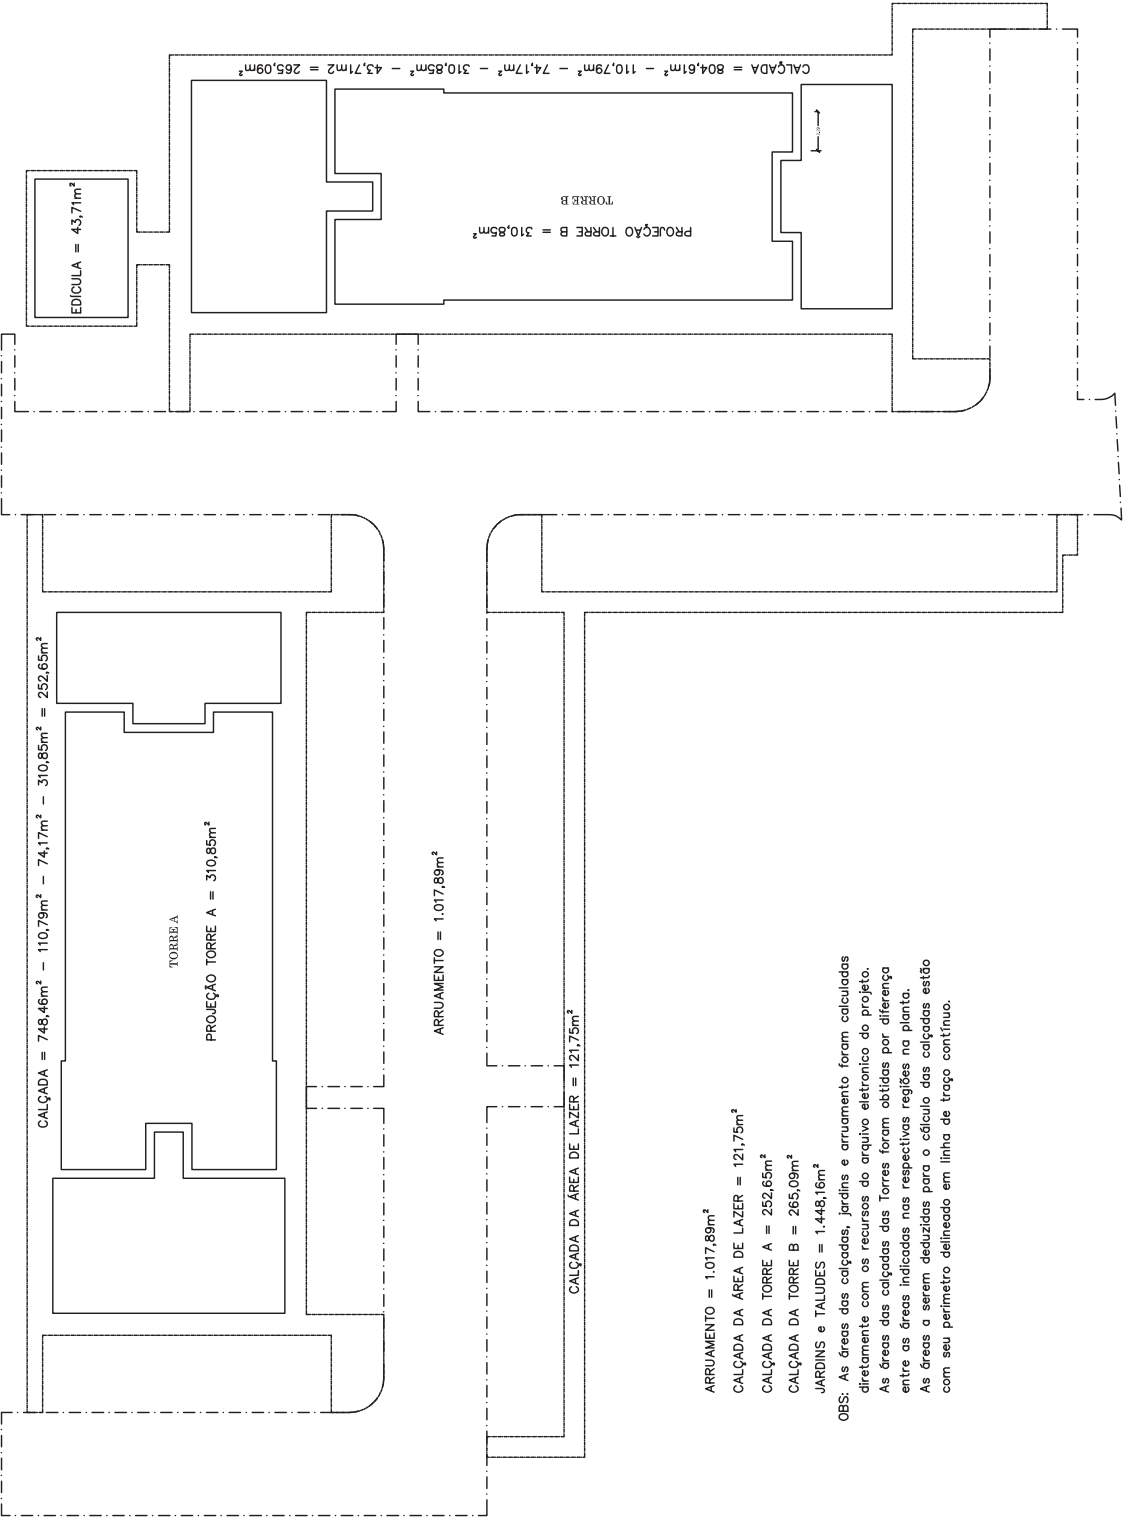 CALÇADA = 804,61m² - 110,79m² - 74,17m² - 310,85m² - 43,71m2 = 265,09m²
EDÍCULA = 43,71m²
TORRE B
PROJEÇÃO TORRE B = 310,85m²
CALÇADA = 748,46m² - 110,79m² - 74,17m² - 310,85m² = 252,65m²
TORRE A
PROJEÇÃO TORRE A = 310,85m²
ARRUAMENTO = 1.017,89m²
CALÇADA DA ÁREA DE LAZER = 121,75m²
ARRUAMENTO = 1.017,89m²
CALÇADA DA ÁREA DE LAZER = 121,75m²
CALÇADA DA TORRE A = 252,65m²
CALÇADA DA TORRE B = 265,09m²
JARDINS e TALUDES = 1.448,16m²
OBS: As áreas das calçadas, jardins e arruamento foram calculadas
diretamente com os recursos do arquivo eletronico do projeto.
As áreas das calçadas das Torres foram obtidas por diferença
entre as áreas indicadas nas respectivas regiões na planta.
As áreas a serem deduzidas para o cálculo das calçadas estão
com seu perimetro delineado em linha de traço contínuo.